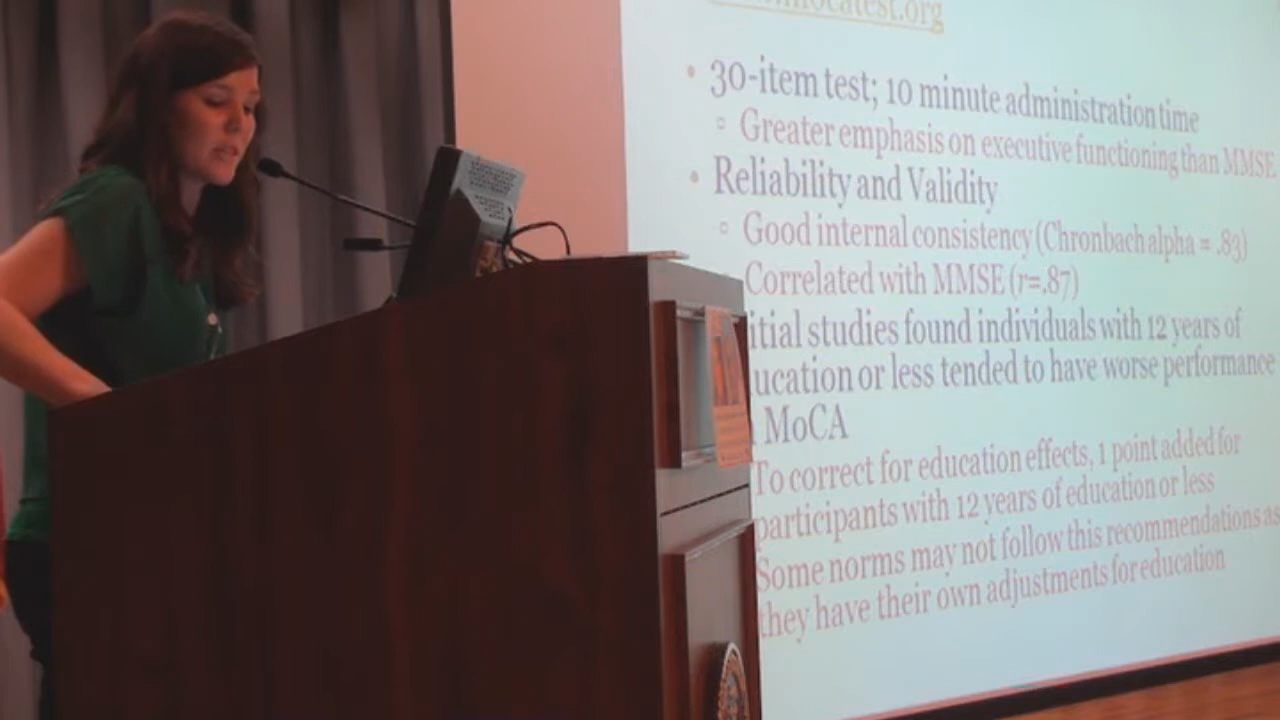 mocatest.org
• 30-item test; 10 minute administration time
▫ Greater emphasis on executive functioning than MMSE
• Reliability and Validity
▫ Good internal consistency (Chronbach alpha = .83)
Correlated with MMSE (r=.87)
itial studies found individuals with 12 years of
ucation or less tended to have worse performance
MoCA
To correct for education effects, 1 point added for
participants with 12 years of education or less
Some norms may not follow this recommendations as
they have their own adjustments for education